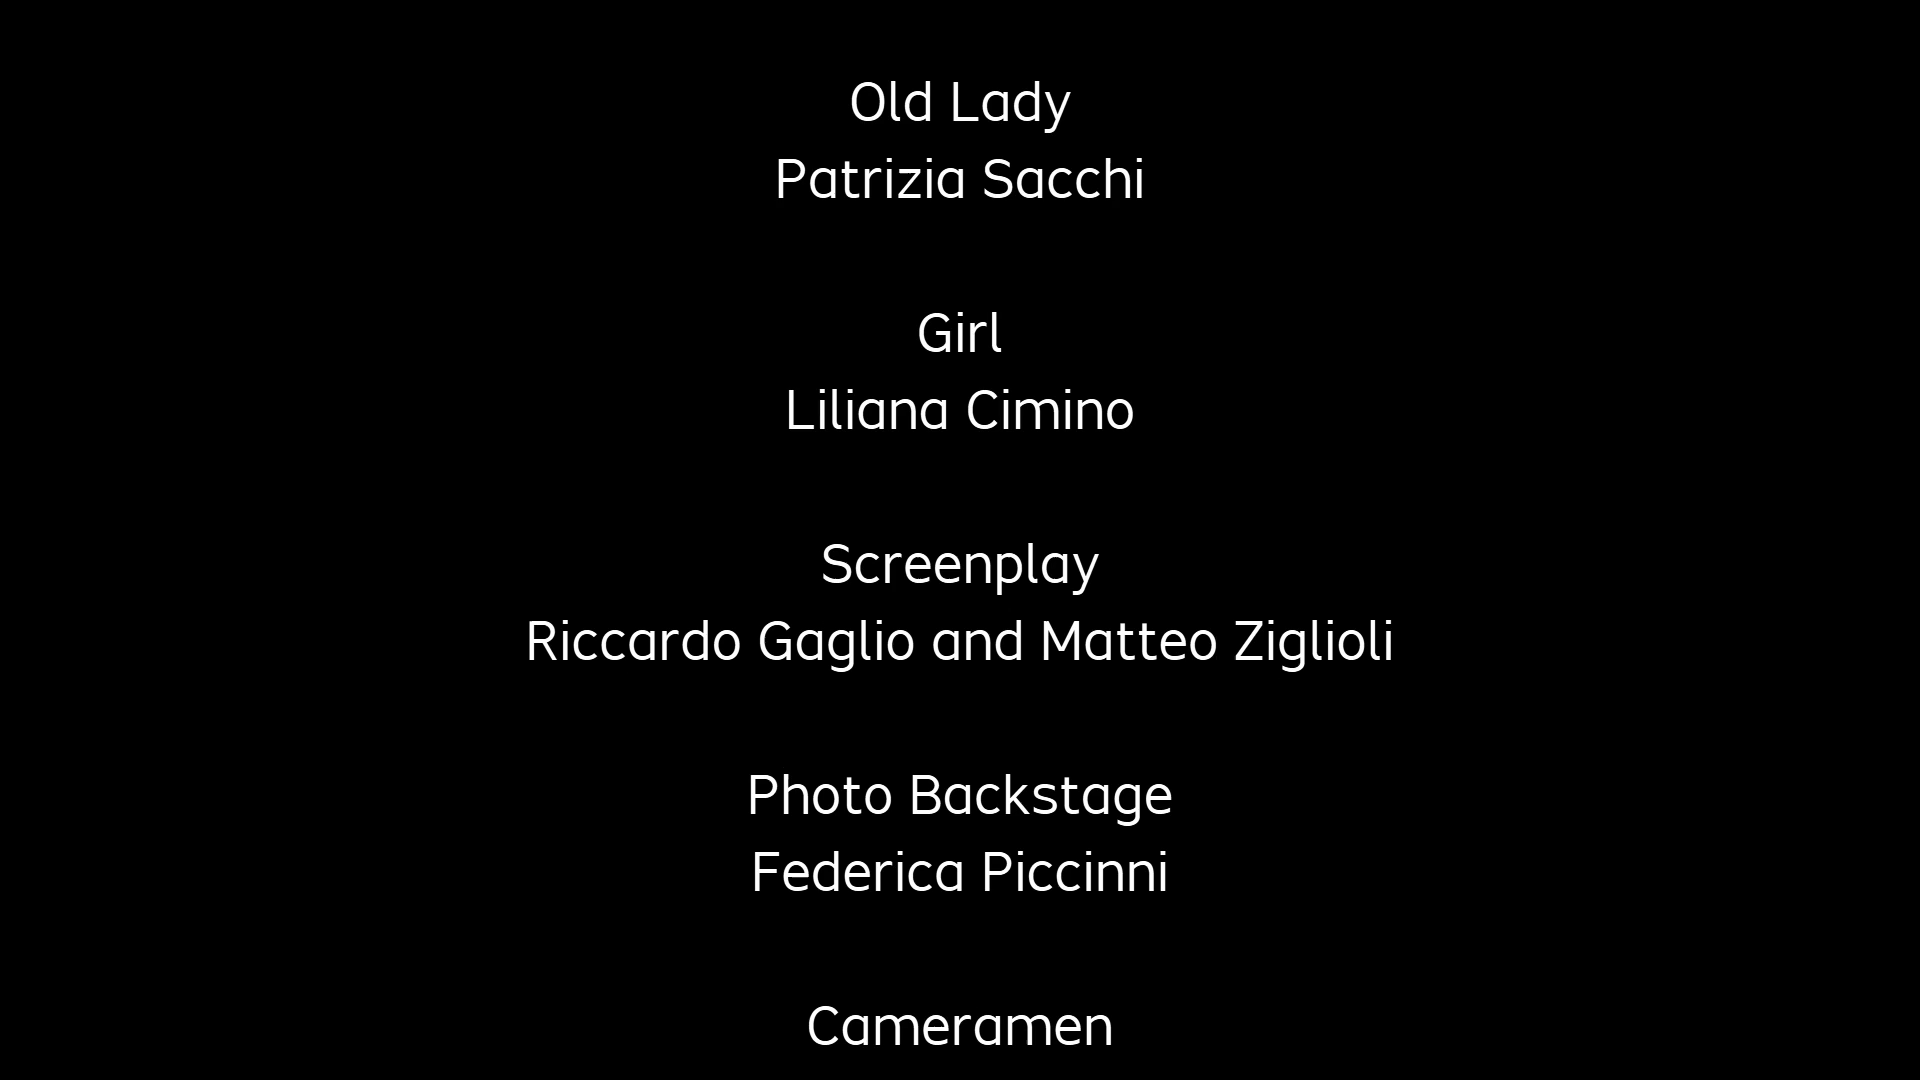 Old Lady
Patrizia Sacchi
Girl
Liliana Cimino
Screenplay
Riccardo Gaglio and Matteo Ziglioli
Photo Backstage
Federica Piccinni
Cameramen